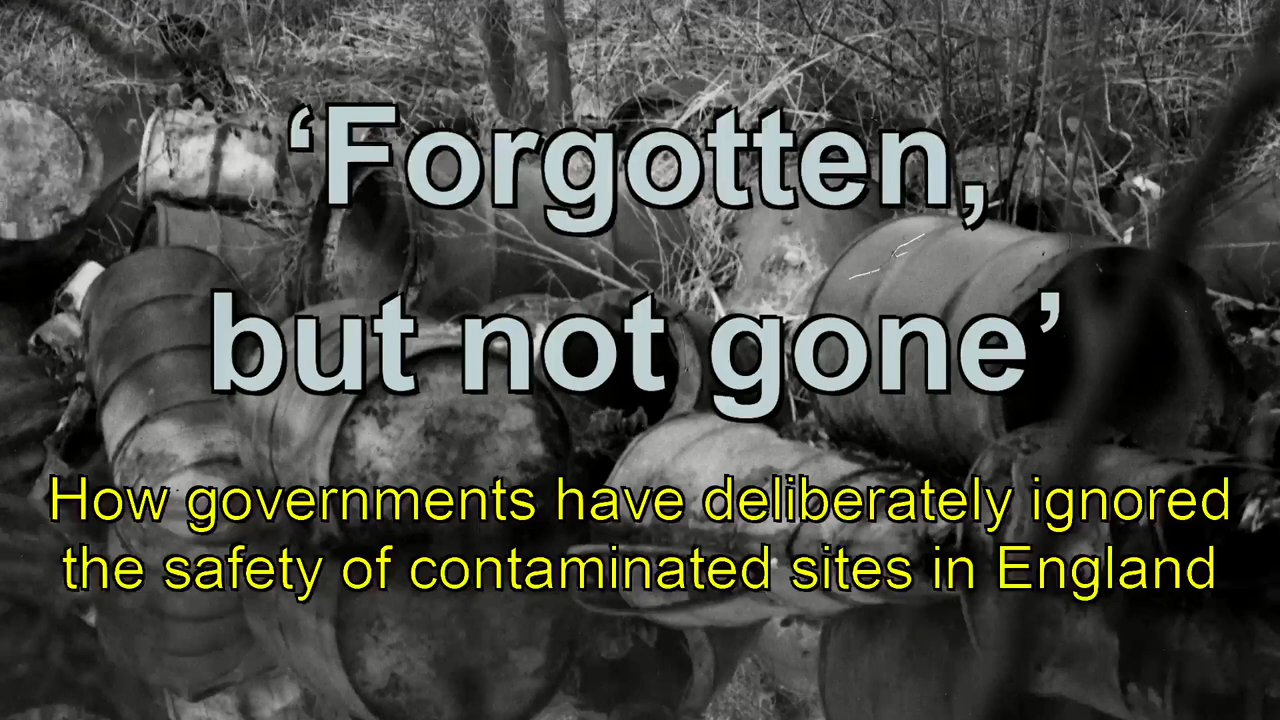 ‘Forgotten,
but not gone’
How governments have deliberately ignored
the safety of contaminated sites in England